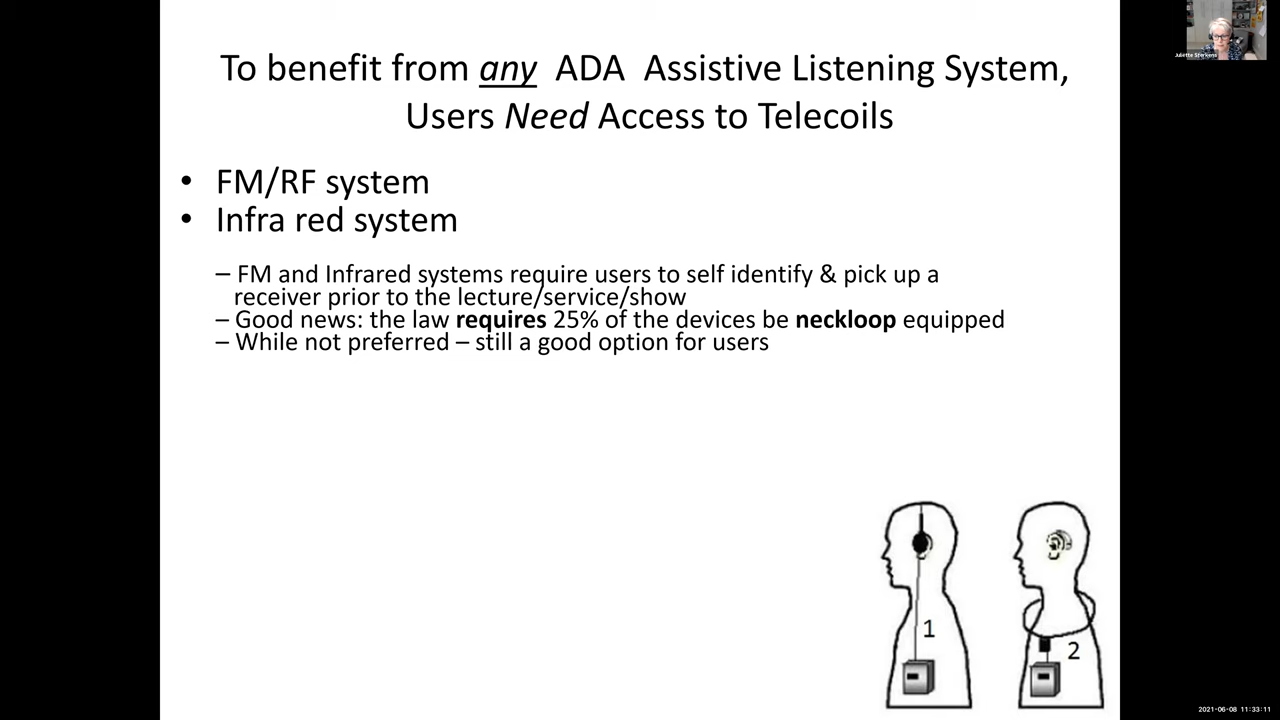 To benefit from any ADA Assistive Listening System,
Users Need Access to Telecoils
• FM/RF system
• Infra red system
– FM and Infrared systems require users to self identify & pick up a
receiver prior to the lecture/service/show
– Good news: the law requires 25% of the devices be neckloop equipped
– While not preferred – still a good option for users
1
2
Juliette Sterkens
2021-06-08 11:33:11